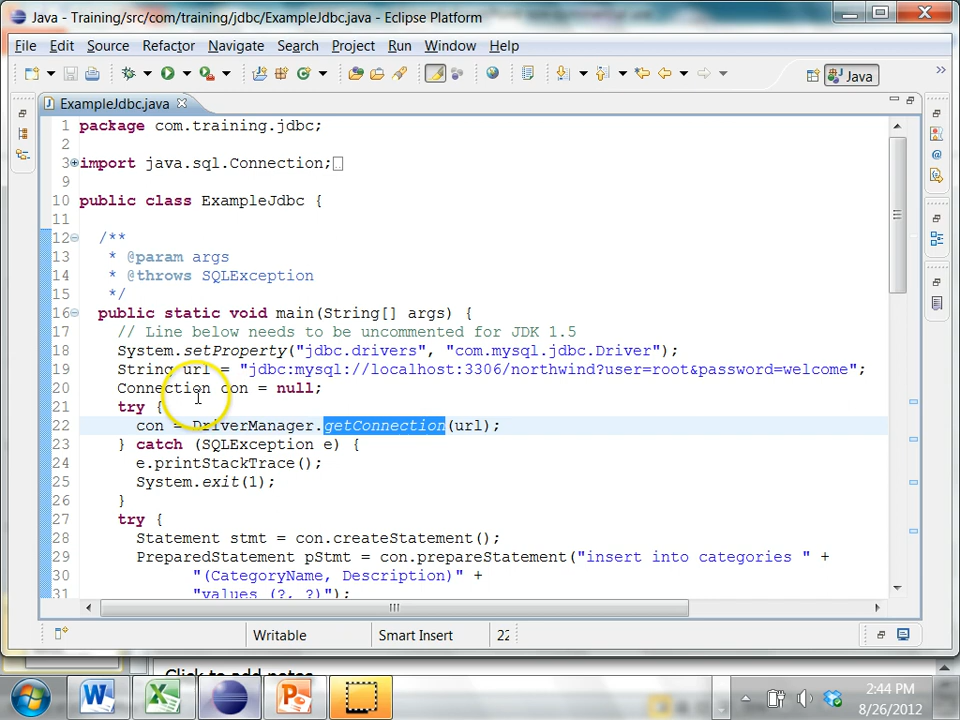 Java - Training/src/com/training/jdbc/ExampleJdbc.java - Eclipse Platform
File Edit Source Refactor Navigate Search Project Run Window Help
Java
ExampleJdbc.java
1 package com.training.jdbc;
2
3 import java.sql.Connection;
9
10 public class ExampleJdbc {
11
12 /**
13 * @param args
14 * @throws SQLException
15 */
16 public static void main(String[] args) {
17 // Line below needs to be uncommented for JDK 1.5
18 System.setProperty("jdbc.drivers", "com.mysql.jdbc.Driver");
19 String url = "jdbc:mysql://localhost:3306/northwind?user=root&password=welcome";
20 Connection con = null;
21 try {
22 con = DriverManager.getConnection(url);
23 } catch (SQLException e) {
24 e.printStackTrace();
25 System.exit(1);
26 }
27 try {
28 Statement stmt = con.createStatement();
29 PreparedStatement pStmt = con.prepareStatement("insert into categories " +
30 "(CategoryName, Description)" +
31 "values (?, ?)");
Writable Smart Insert 22
Click to add notes
2:44 PM
8/26/2012